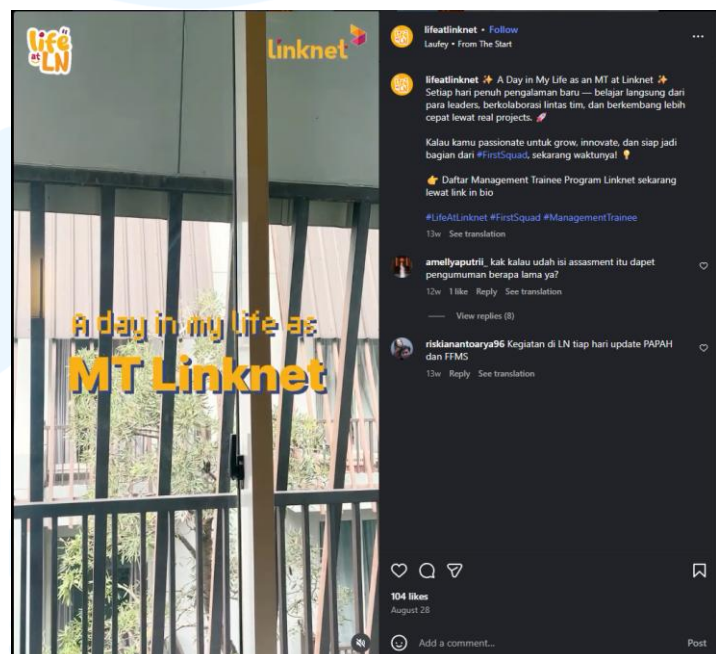 life
at
LN
linknet
A day in my life as
MT Linknet
lifeatlinknet • Follow
Laufey • From The Start
lifeatlinknet ✨ A Day in My Life as an MT at Linknet ✨
Setiap hari penuh pengalaman baru — belajar langsung dari
para leaders, berkolaborasi lintas tim, dan berkembang lebih
cepat lewat real projects. 🚀
Kalau kamu passionate untuk grow, innovate, dan siap jadi
bagian dari #FirstSquad, sekarang waktunya! 💡
👉 Daftar Management Trainee Program Linknet sekarang
lewat link in bio
#LifeAtLinknet #FirstSquad #ManagementTrainee
13w See translation
amellyaputrii_ kak kalau udah isi assasment itu dapet
pengumuman berapa lama ya?
12w 1 like Reply See translation
View replies (8)
riskianantoarya96 Kegiatan di LN tiap hari update PAPAH
dan FFMS
13w Reply See translation
104 likes
August 28
Add a comment...
Post